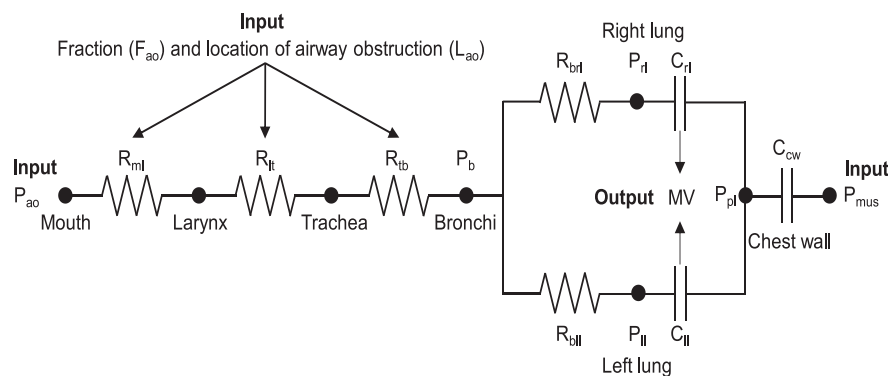 Input
Fraction (Fao) and location of airway obstruction (Lao)
Right lung
Rbrl
Prl
Crl
Input
Pao
Mouth
Rml
Larynx
Rlt
Trachea
Rtb
Pb
Bronchi
Output MV
Ppl
Ccw
Chest wall
Input
Pmus
Rbll
Pll
Cll
Left lung